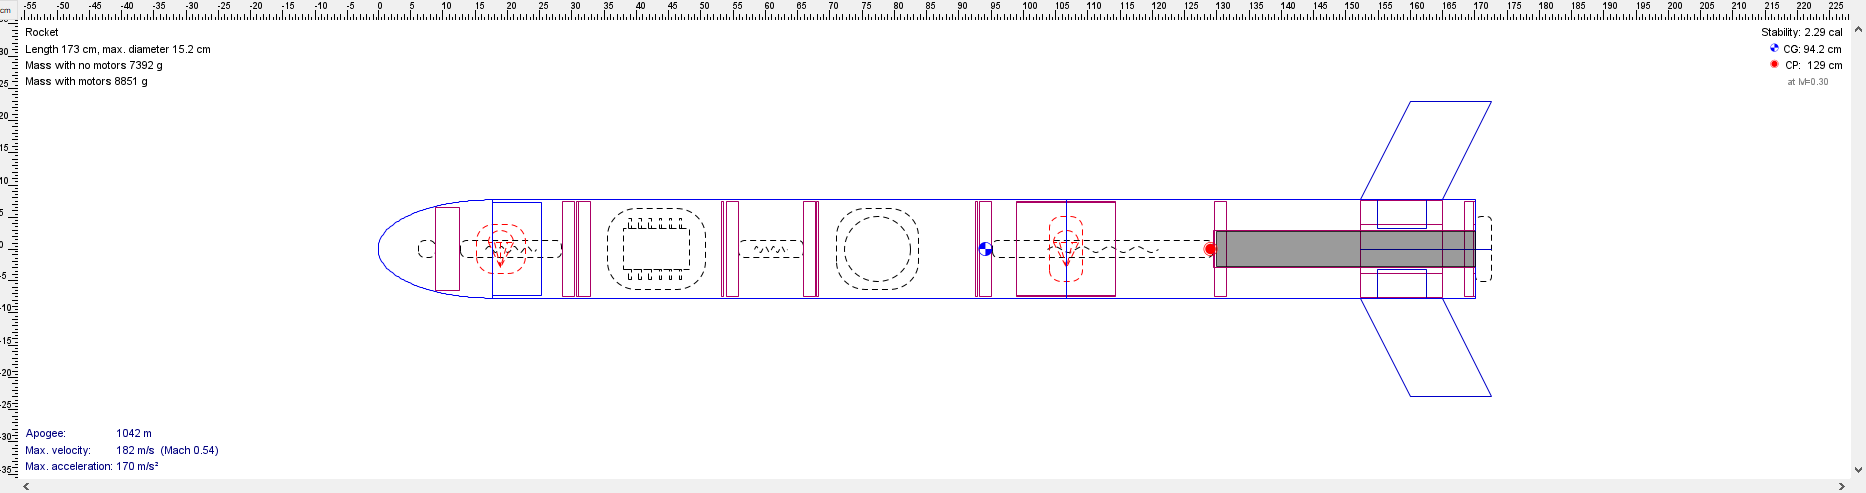 cm
-55 -50 -45 -40 -35 -30 -25 -20 -15 -10 -5 0 5 10 15 20 25 30 35 40 45 50 55 60 65 70 75 80 85 90 95 100 105 110 115 120 125 130 135 140 145 150 155 160 165 170 175 180 185 190 195 200 205 210 215 220 225
Rocket
Length 173 cm, max. diameter 15.2 cm
Mass with no motors 7392 g
Mass with motors 8851 g
Stability: 2.29 cal
CG: 94.2 cm
CP: 129 cm
at M=0.30
30
25
20
15
10
5
0
-5
-10
-15
-20
-25
-30
-35
Apogee: 1042 m
Max. velocity: 182 m/s (Mach 0.54)
Max. acceleration: 170 m/s²